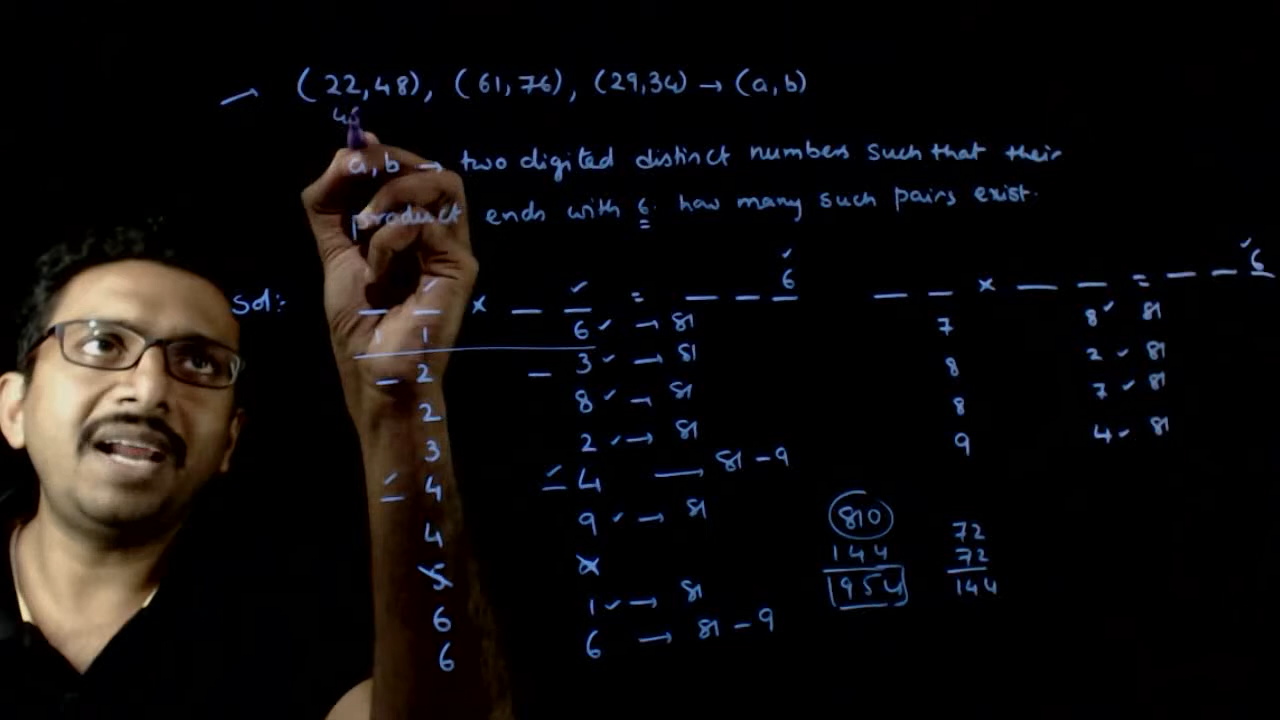 (22,48), (61,76), (29,34) → (a,b)
a,b → two digited distinct numbers such that their
product ends with 6. how many such pairs exist.
Sol:- _ _ × _ _ = _ _ 6 _ _ × _ _ = _ _ 6
1 1 6 ✓ → 81 7 8 ✓ 81
_ 2 _ 3 ✓ → 81 8 2 ✓ 81
2 8 ✓ → 81 8 7 ✓ 81
3 2 ✓ → 81 9 4 ✓ 81
4 4 → 81 - 9
4 9 ✓ → 81
5 x
6 1 ✓ → 81
6 6 → 81 - 9
810 72
144 72
1954 144